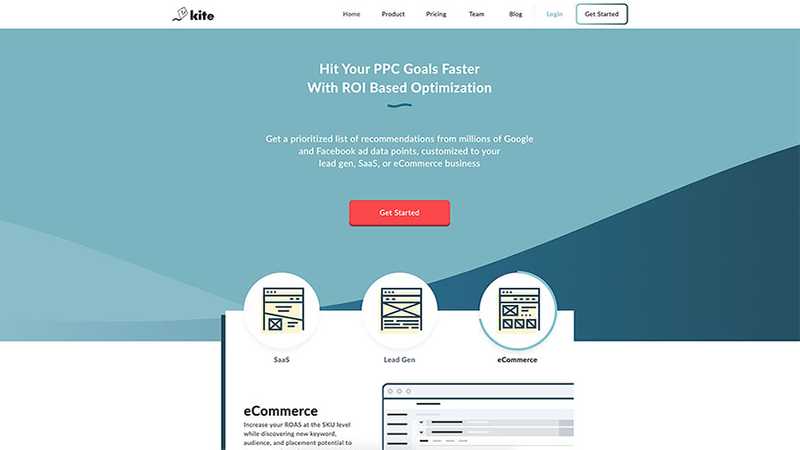 kite
Home
Product
Pricing
Team
Blog
Login
Get Started
Hit Your PPC Goals Faster
With ROI Based Optimization
Get a prioritized list of recommendations from millions of Google
and Facebook ad data points, customized to your
lead gen, SaaS, or eCommerce business
Get Started
SaaS
Lead Gen
eCommerce
eCommerce
Increase your ROAS at the SKU level
while discovering new keyword,
audience, and placement potential to